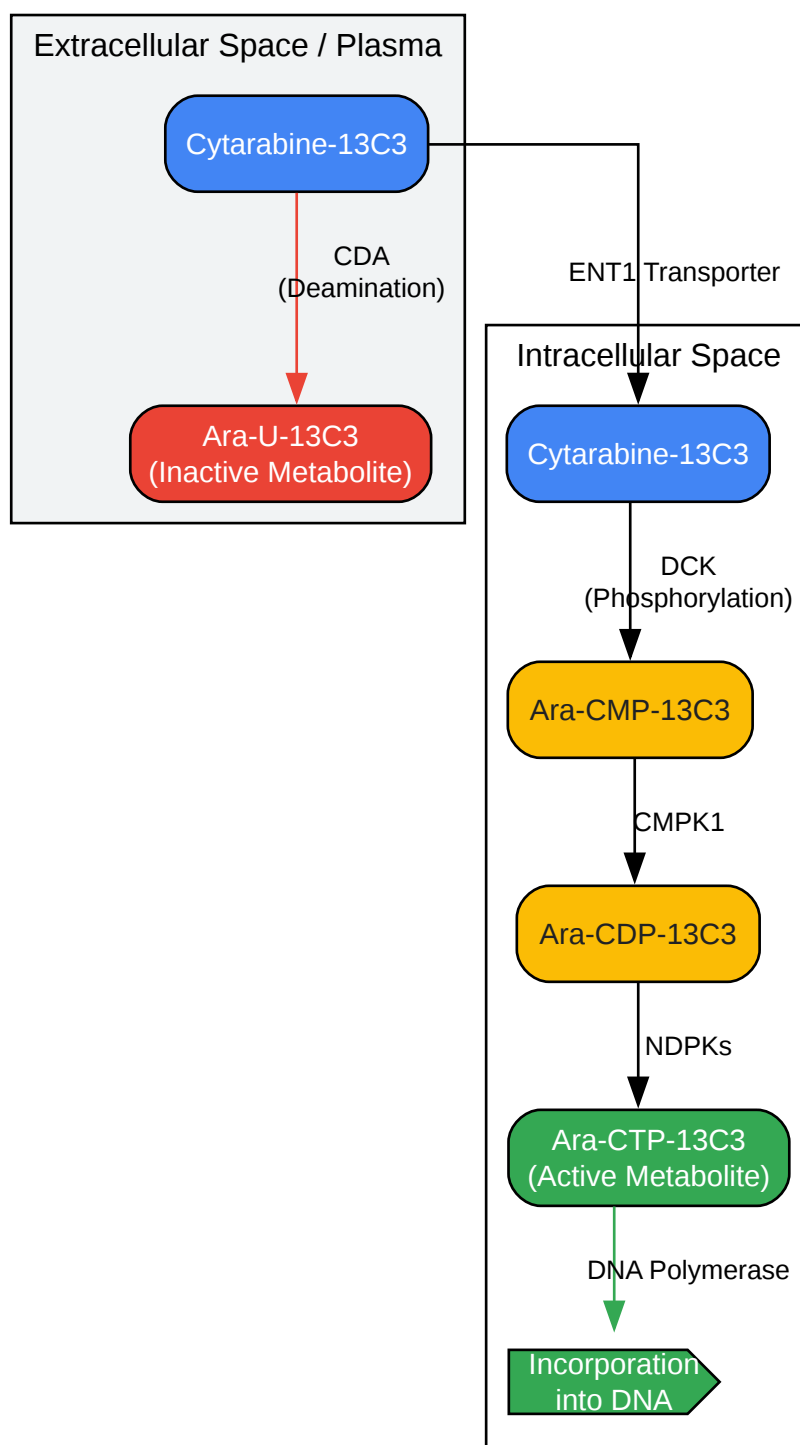 Extracellular Space / Plasma
Cytarabine-13C3
CDA
(Deamination)
Ara-U-13C3
(Inactive Metabolite)
ENT1 Transporter
Intracellular Space
Cytarabine-13C3
DCK
(Phosphorylation)
Ara-CMP-13C3
CMPK1
Ara-CDP-13C3
NDPKs
Ara-CTP-13C3
(Active Metabolite)
DNA Polymerase
Incorporation
into DNA